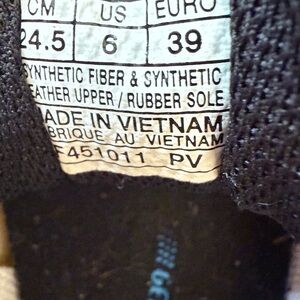 CM US EURO
24.5 6 39
SYNTHETIC FIBER & SYNTHETIC
LEATHER UPPER / RUBBER SOLE
MADE IN VIETNAM
FABRIQUE AU VIETNAM
451011 PV